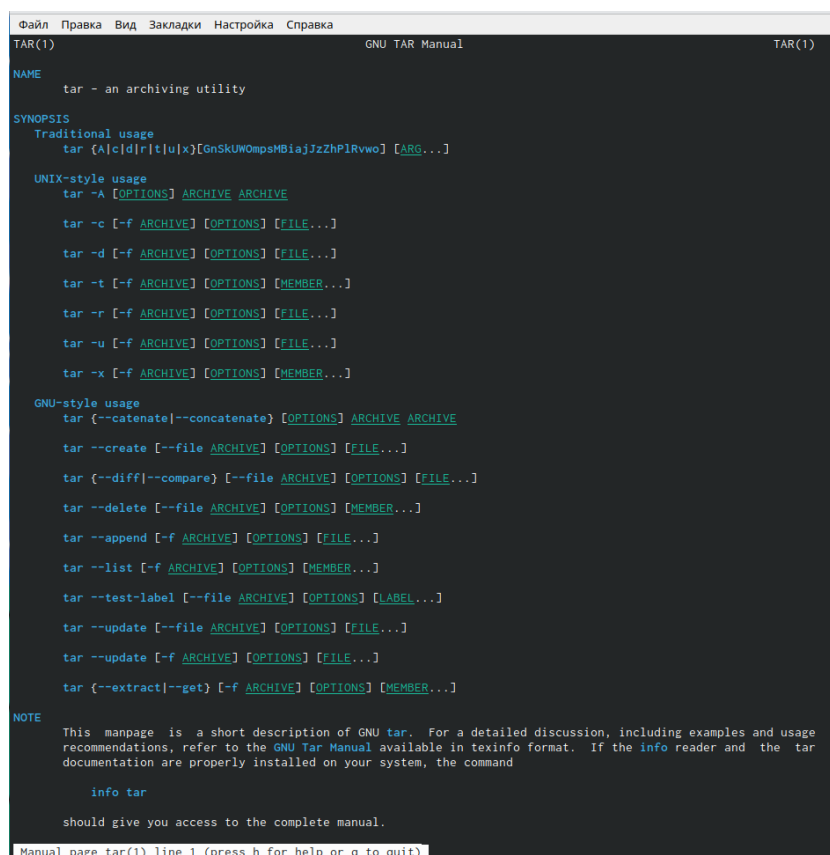 Файл Правка Вид Закладки Настройка Справка
TAR(1) GNU TAR Manual TAR(1)
NAME
tar - an archiving utility
SYNOPSIS
Traditional usage
tar {A|c|d|r|t|u|x}[GnSkUWOmpsMBiajJzZhPlRvwo] [ARG...]
UNIX-style usage
tar -A [OPTIONS] ARCHIVE ARCHIVE
tar -c [-f ARCHIVE] [OPTIONS] [FILE...]
tar -d [-f ARCHIVE] [OPTIONS] [FILE...]
tar -t [-f ARCHIVE] [OPTIONS] [MEMBER...]
tar -r [-f ARCHIVE] [OPTIONS] [FILE...]
tar -u [-f ARCHIVE] [OPTIONS] [FILE...]
tar -x [-f ARCHIVE] [OPTIONS] [MEMBER...]
GNU-style usage
tar {--catenate|--concatenate} [OPTIONS] ARCHIVE ARCHIVE
tar --create [--file ARCHIVE] [OPTIONS] [FILE...]
tar {--diff|--compare} [--file ARCHIVE] [OPTIONS] [FILE...]
tar --delete [--file ARCHIVE] [OPTIONS] [MEMBER...]
tar --append [-f ARCHIVE] [OPTIONS] [FILE...]
tar --list [-f ARCHIVE] [OPTIONS] [MEMBER...]
tar --test-label [--file ARCHIVE] [OPTIONS] [LABEL...]
tar --update [--file ARCHIVE] [OPTIONS] [FILE...]
tar --update [-f ARCHIVE] [OPTIONS] [FILE...]
tar {--extract|--get} [-f ARCHIVE] [OPTIONS] [MEMBER...]
NOTE
This manpage is a short description of GNU tar. For a detailed discussion, including examples and usage
recommendations, refer to the GNU Tar Manual available in texinfo format. If the info reader and the tar
documentation are properly installed on your system, the command
info tar
should give you access to the complete manual.
Manual page tar(1) line 1 (press h for help or q to quit)